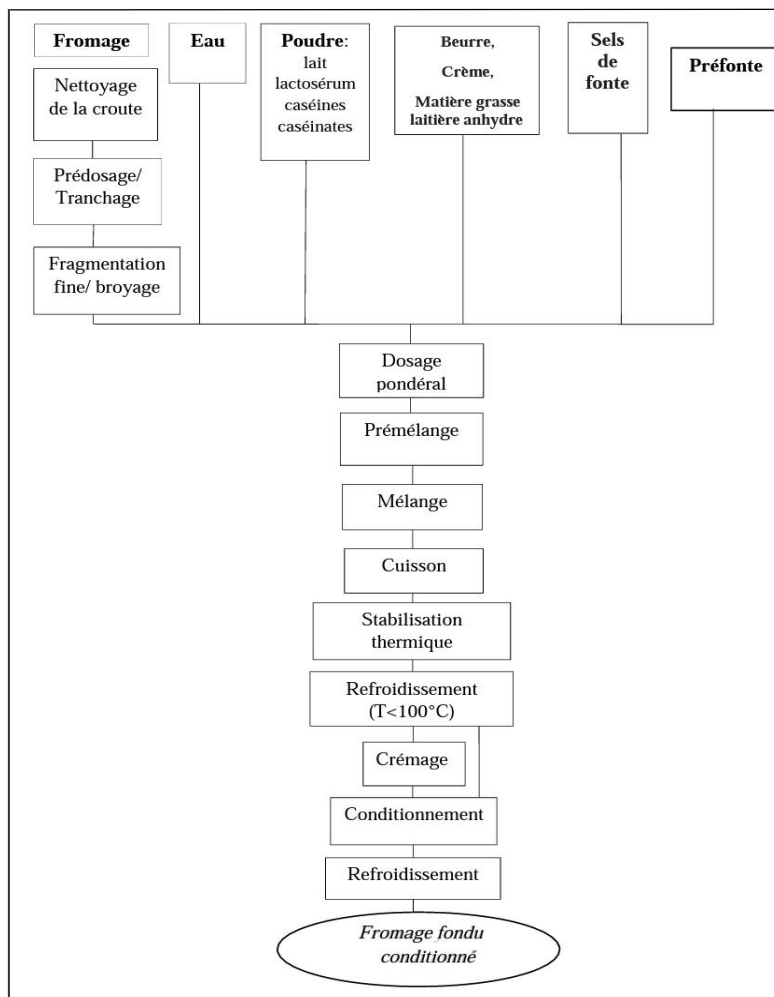 Fromage
Nettoyage
de la croute
Prédosage/
Tranchage
Fragmentation
fine/ broyage
Eau
Poudre:
lait
lactosérum
caséines
caséinates
Beurre,
Crème,
Matière grasse
laitière anhydre
Sels
de
fonte
Préfonte
Dosage
pondéral
Prémélange
Mélange
Cuisson
Stabilisation
thermique
Refroidissement
(T<100°C)
Crémage
Conditionnement
Refroidissement
Fromage fondu
conditionné